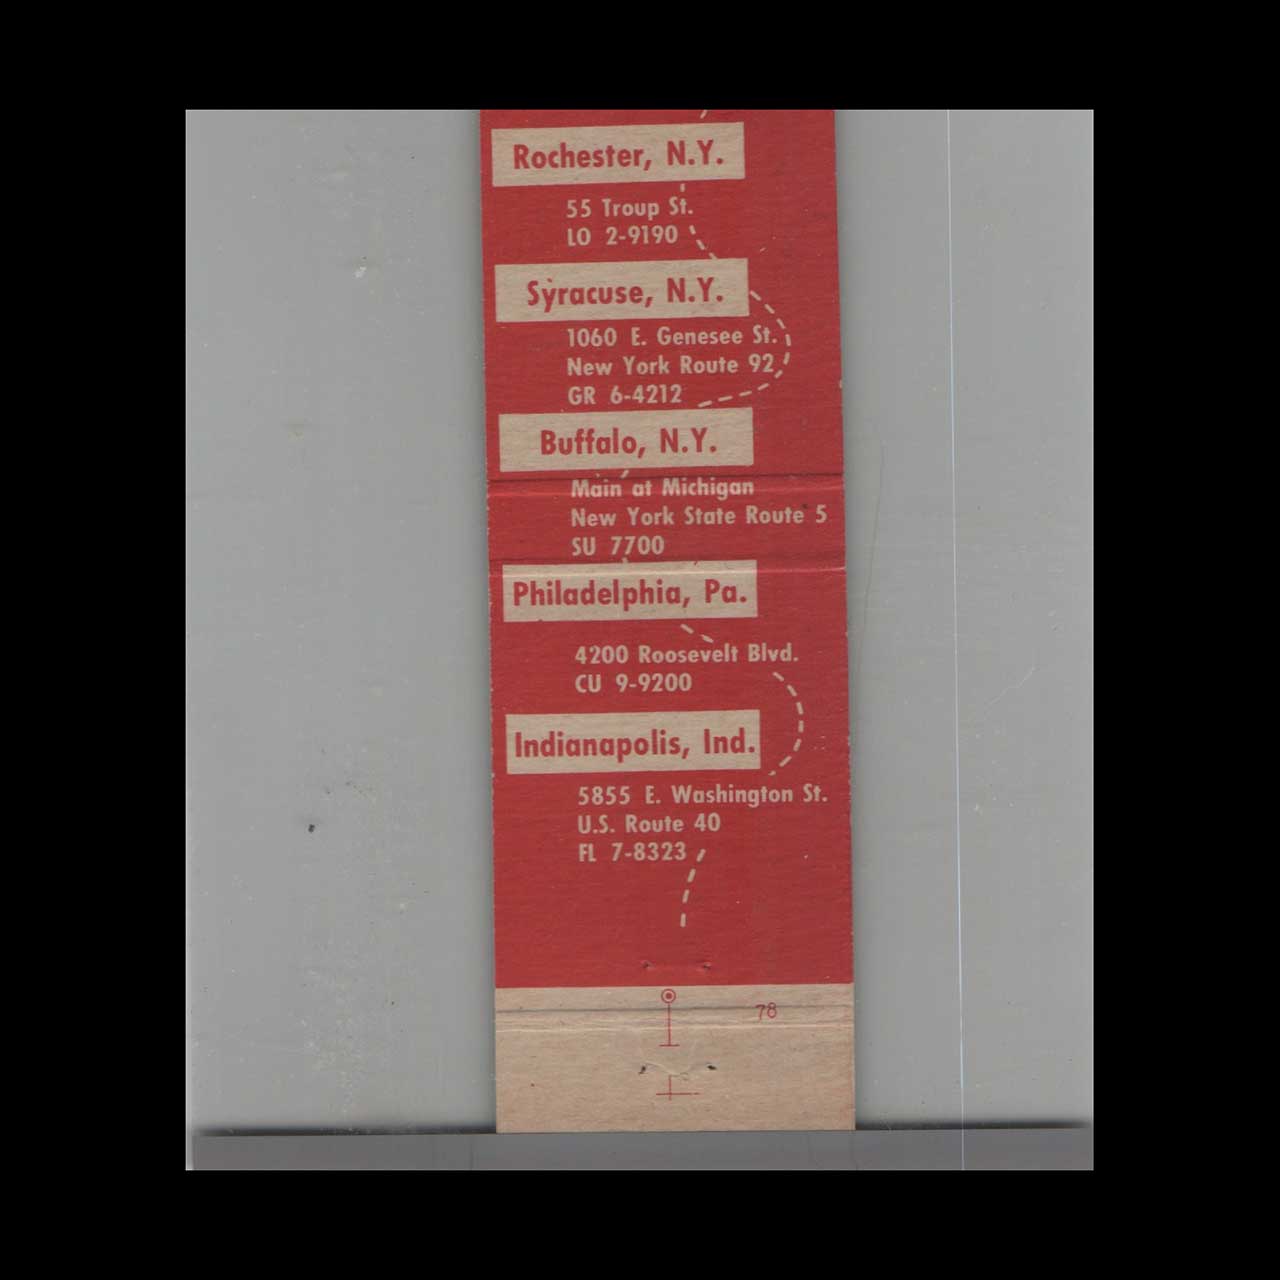 Rochester, N.Y.
55 Troup St.
LO 2-9190
Syracuse, N.Y.
1060 E. Genesee St.
New York Route 92
GR 6-4212
Buffalo, N.Y.
Main at Michigan
New York State Route 5
SU 7700
Philadelphia, Pa.
4200 Roosevelt Blvd.
CU 9-9200
Indianapolis, Ind.
5855 E. Washington St.
U.S. Route 40
FL 7-8323
78